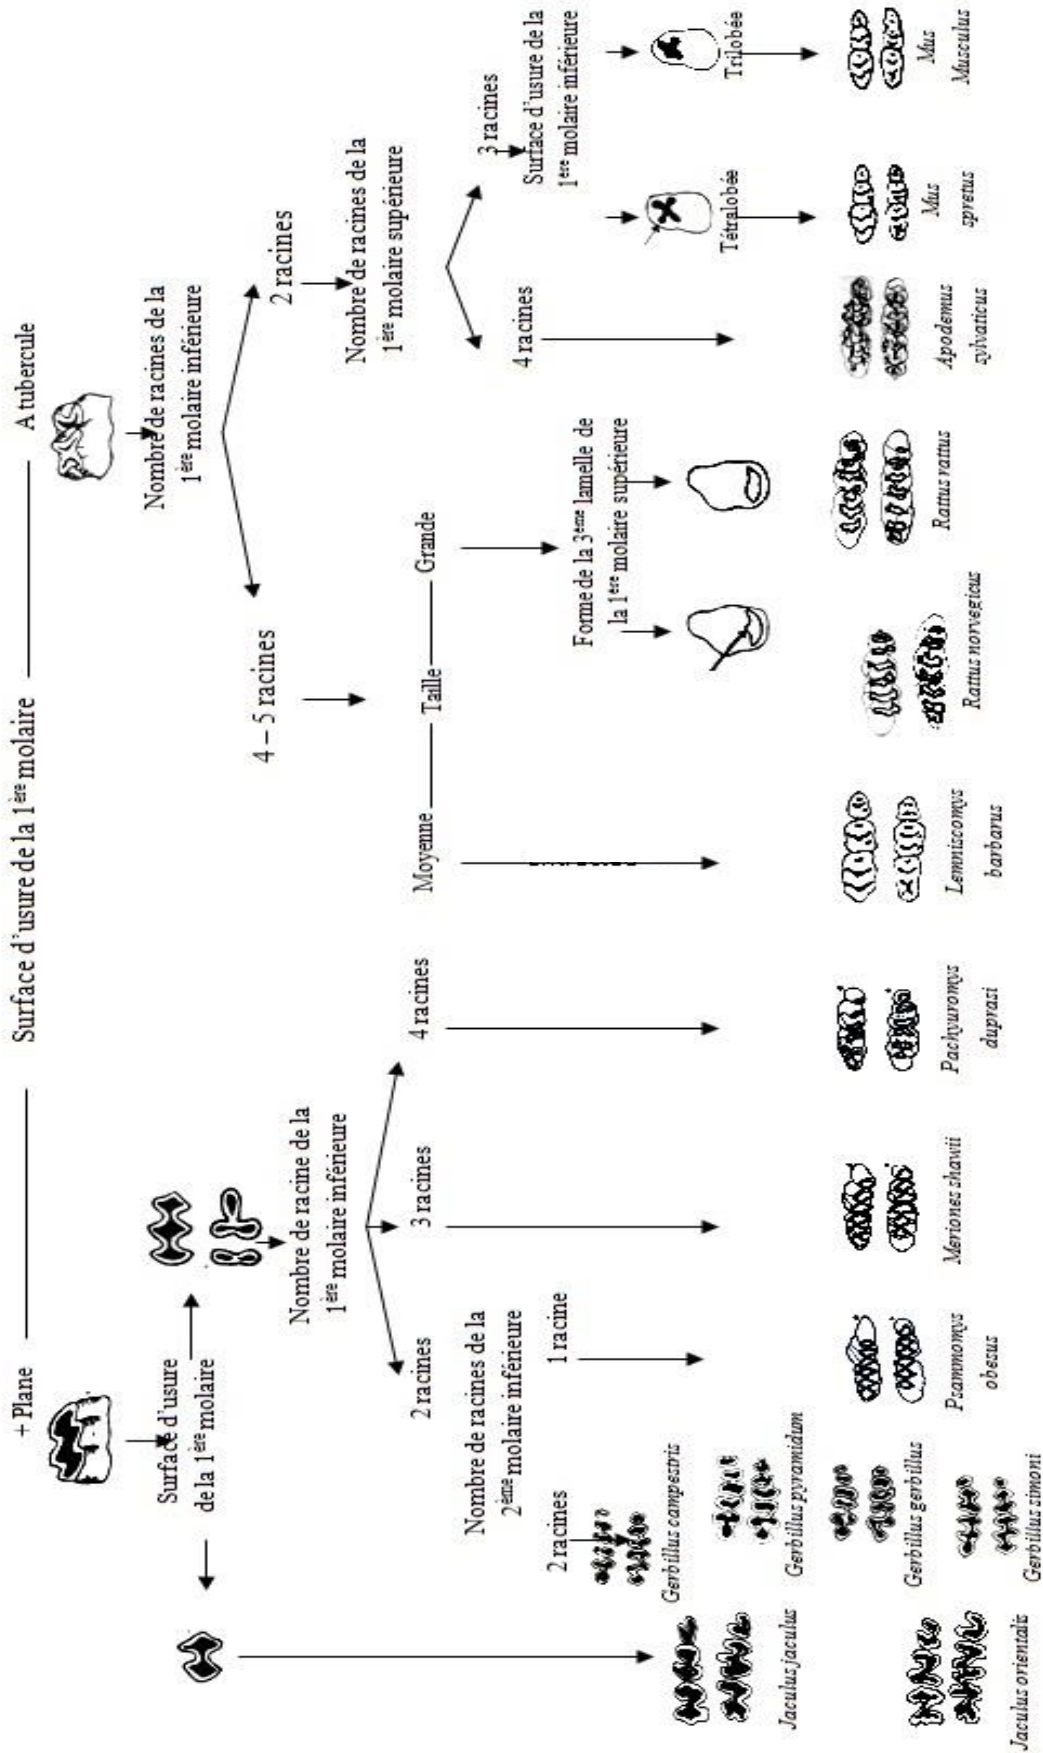 Surface d'usure de la 1ère molaire
+ Plane
A tubercule
Surface d'usure
de la 1ère molaire
Nombre de racine de la
1ère molaire inférieure
2 racines
3 racines
4 racines
Nombre de racines de la
2ème molaire inférieure
2 racines
1 racine
Nombre de racines de la
1ère molaire inférieure
4 – 5 racines
2 racines
Moyenne
Taille
Grande
Forme de la 3ème lamelle de
la 1ère molaire supérieure
Nombre de racines de la
1ère molaire supérieure
4 racines
3 racines
Surface d'usure de la
1ère molaire inférieure
Tétralobée
Trilobée
Jaculus jaculus
Jaculus orientalis
Gerbillus campestris
Gerbillus pyramidum
Gerbillus gerbillus
Gerbillus simoni
Psammomys
obesus
Meriones shawii
Pachyuromys
duprasi
Lemniscomys
barbarus
Rattus norvegicus
Rattus rattus
Apodemus
sylvaticus
Mus
spretus
Mus
Musculus